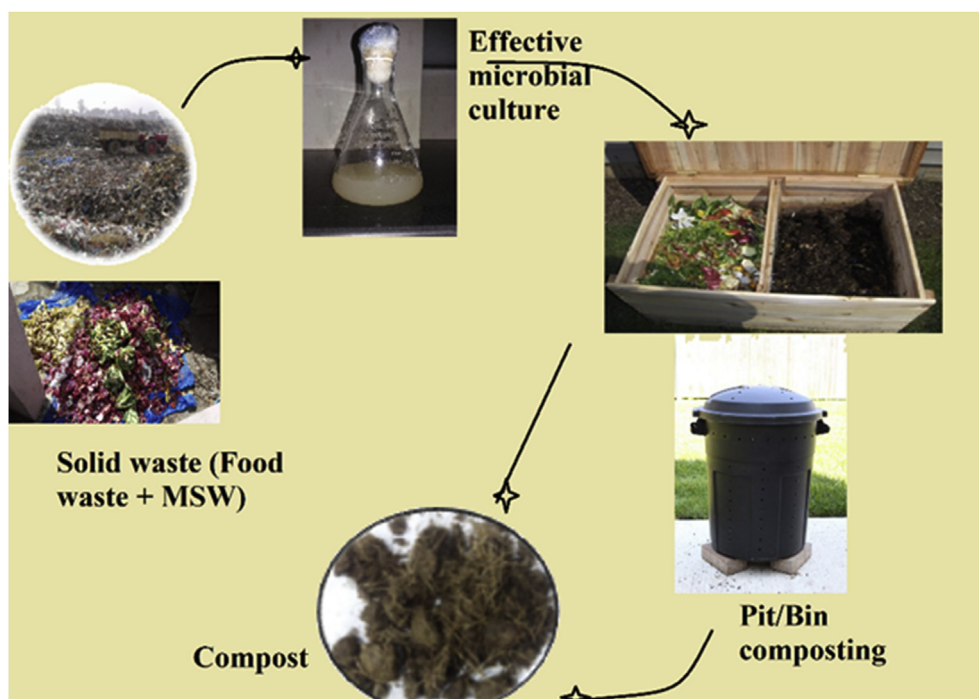 Effective
microbial
culture
Solid waste (Food
waste + MSW)
Pit/Bin
composting
Compost